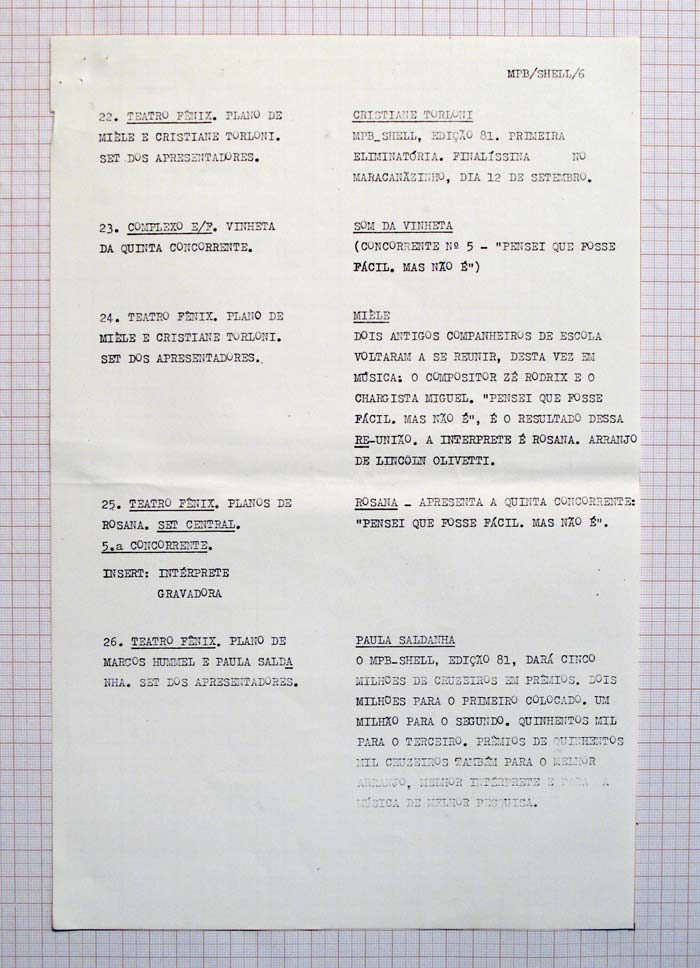 MPB/SHELL/6
22. TEATRO FÊNIX. PLANO DE
MIÈLE E CRISTIANE TORLONI.
SET DOS APRESENTADORES.
CRISTIANE TORLONI
MPB_SHELL, EDIÇÃO 81. PRIMEIRA
ELIMINATÓRIA. FINALÍSSINA NO
MARACANÃZINHO, DIA 12 DE SETEMBRO.
23. COMPLEXO E/F. VINHETA
DA QUINTA CONCORRENTE.
SOM DA VINHETA
(CONCORRENTE Nº 5 - "PENSEI QUE FOSSE
FÁCIL. MAS NÃO É")
24. TEATRO FÊNIX. PLANO DE
MIÈLE E CRISTIANE TORLONI.
SET DOS APRESENTADORES.
MIÈLE
DOIS ANTIGOS COMPANHEIROS DE ESCOLA
VOLTARAM A SE REUNIR, DESTA VEZ EM
MÚSICA: O COMPOSITOR ZÉ RODRIX E O
CHARGISTA MIGUEL. "PENSEI QUE FOSSE
FÁCIL. MAS NÃO É", É O RESULTADO DESSA
RE-UNIÃO. A INTERPRETE É ROSANA. ARRANJO
DE LINCOLN OLIVETTI.
25. TEATRO FÊNIX. PLANOS DE
ROSANA. SET CENTRAL.
5.a CONCORRENTE.
INSERT: INTÉRPRETE
GRAVADORA
ROSANA - APRESENTA A QUINTA CONCORRENTE:
"PENSEI QUE FOSSE FÁCIL. MAS NÃO É".
26. TEATRO FÊNIX. PLANO DE
MARCOS HUMMEL E PAULA SALDA
NHA. SET DOS APRESENTADORES.
PAULA SALDANHA
O MPB_SHELL, EDIÇÃO 81, DARÁ CINCO
MILHÕES DE CRUZEIROS EM PRÊMIOS. DOIS
MILHÕES PARA O PRIMEIRO COLOCADO. UM
MILHÃO PARA O SEGUNDO. QUINHENTOS MIL
PARA O TERCEIRO. PRÊMIOS DE QUINHENTOS
MIL CRUZEIROS TAMBÉM PARA O MELHOR
ARRANJO, MELHOR INTÉRPRETE E PARA A
MÚSICA DE MELHOR PESQUISA.